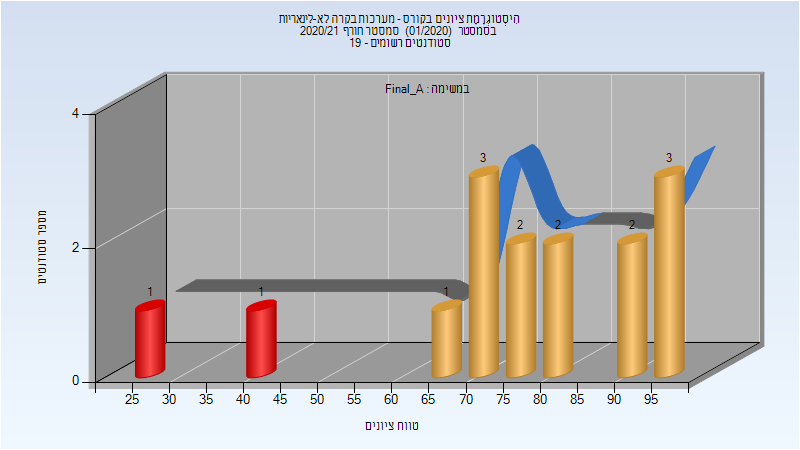 היסטוגרמת ציונים בקורס - מערכות בקרה לא-לינאריות
בסמסטר (01/2020) סמסטר חורף 2020/21
סטודנטים רשומים - 19
במשימה : Final_A
מספר סטודנטים
4
2
0
1
1
1
3
2
2
2
3
25 30 35 40 45 50 55 60 65 70 75 80 85 90 95
טווח ציונים